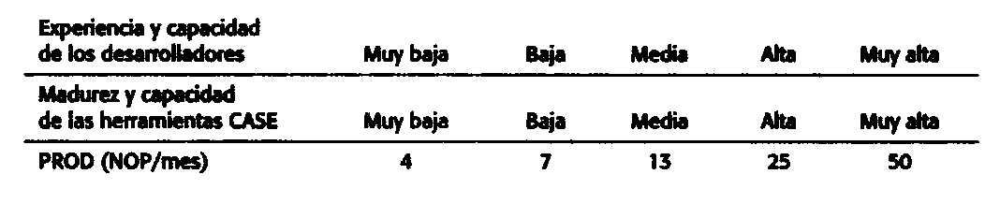 Experiencia y capacidad
de los desarrolladores Muy baja Baja Media Alta Muy alta
Madurez y capacidad
de las herramientas CASE Muy baja Baja Media Alta Muy alta
PROD (NOP/mes) 4 7 13 25 50